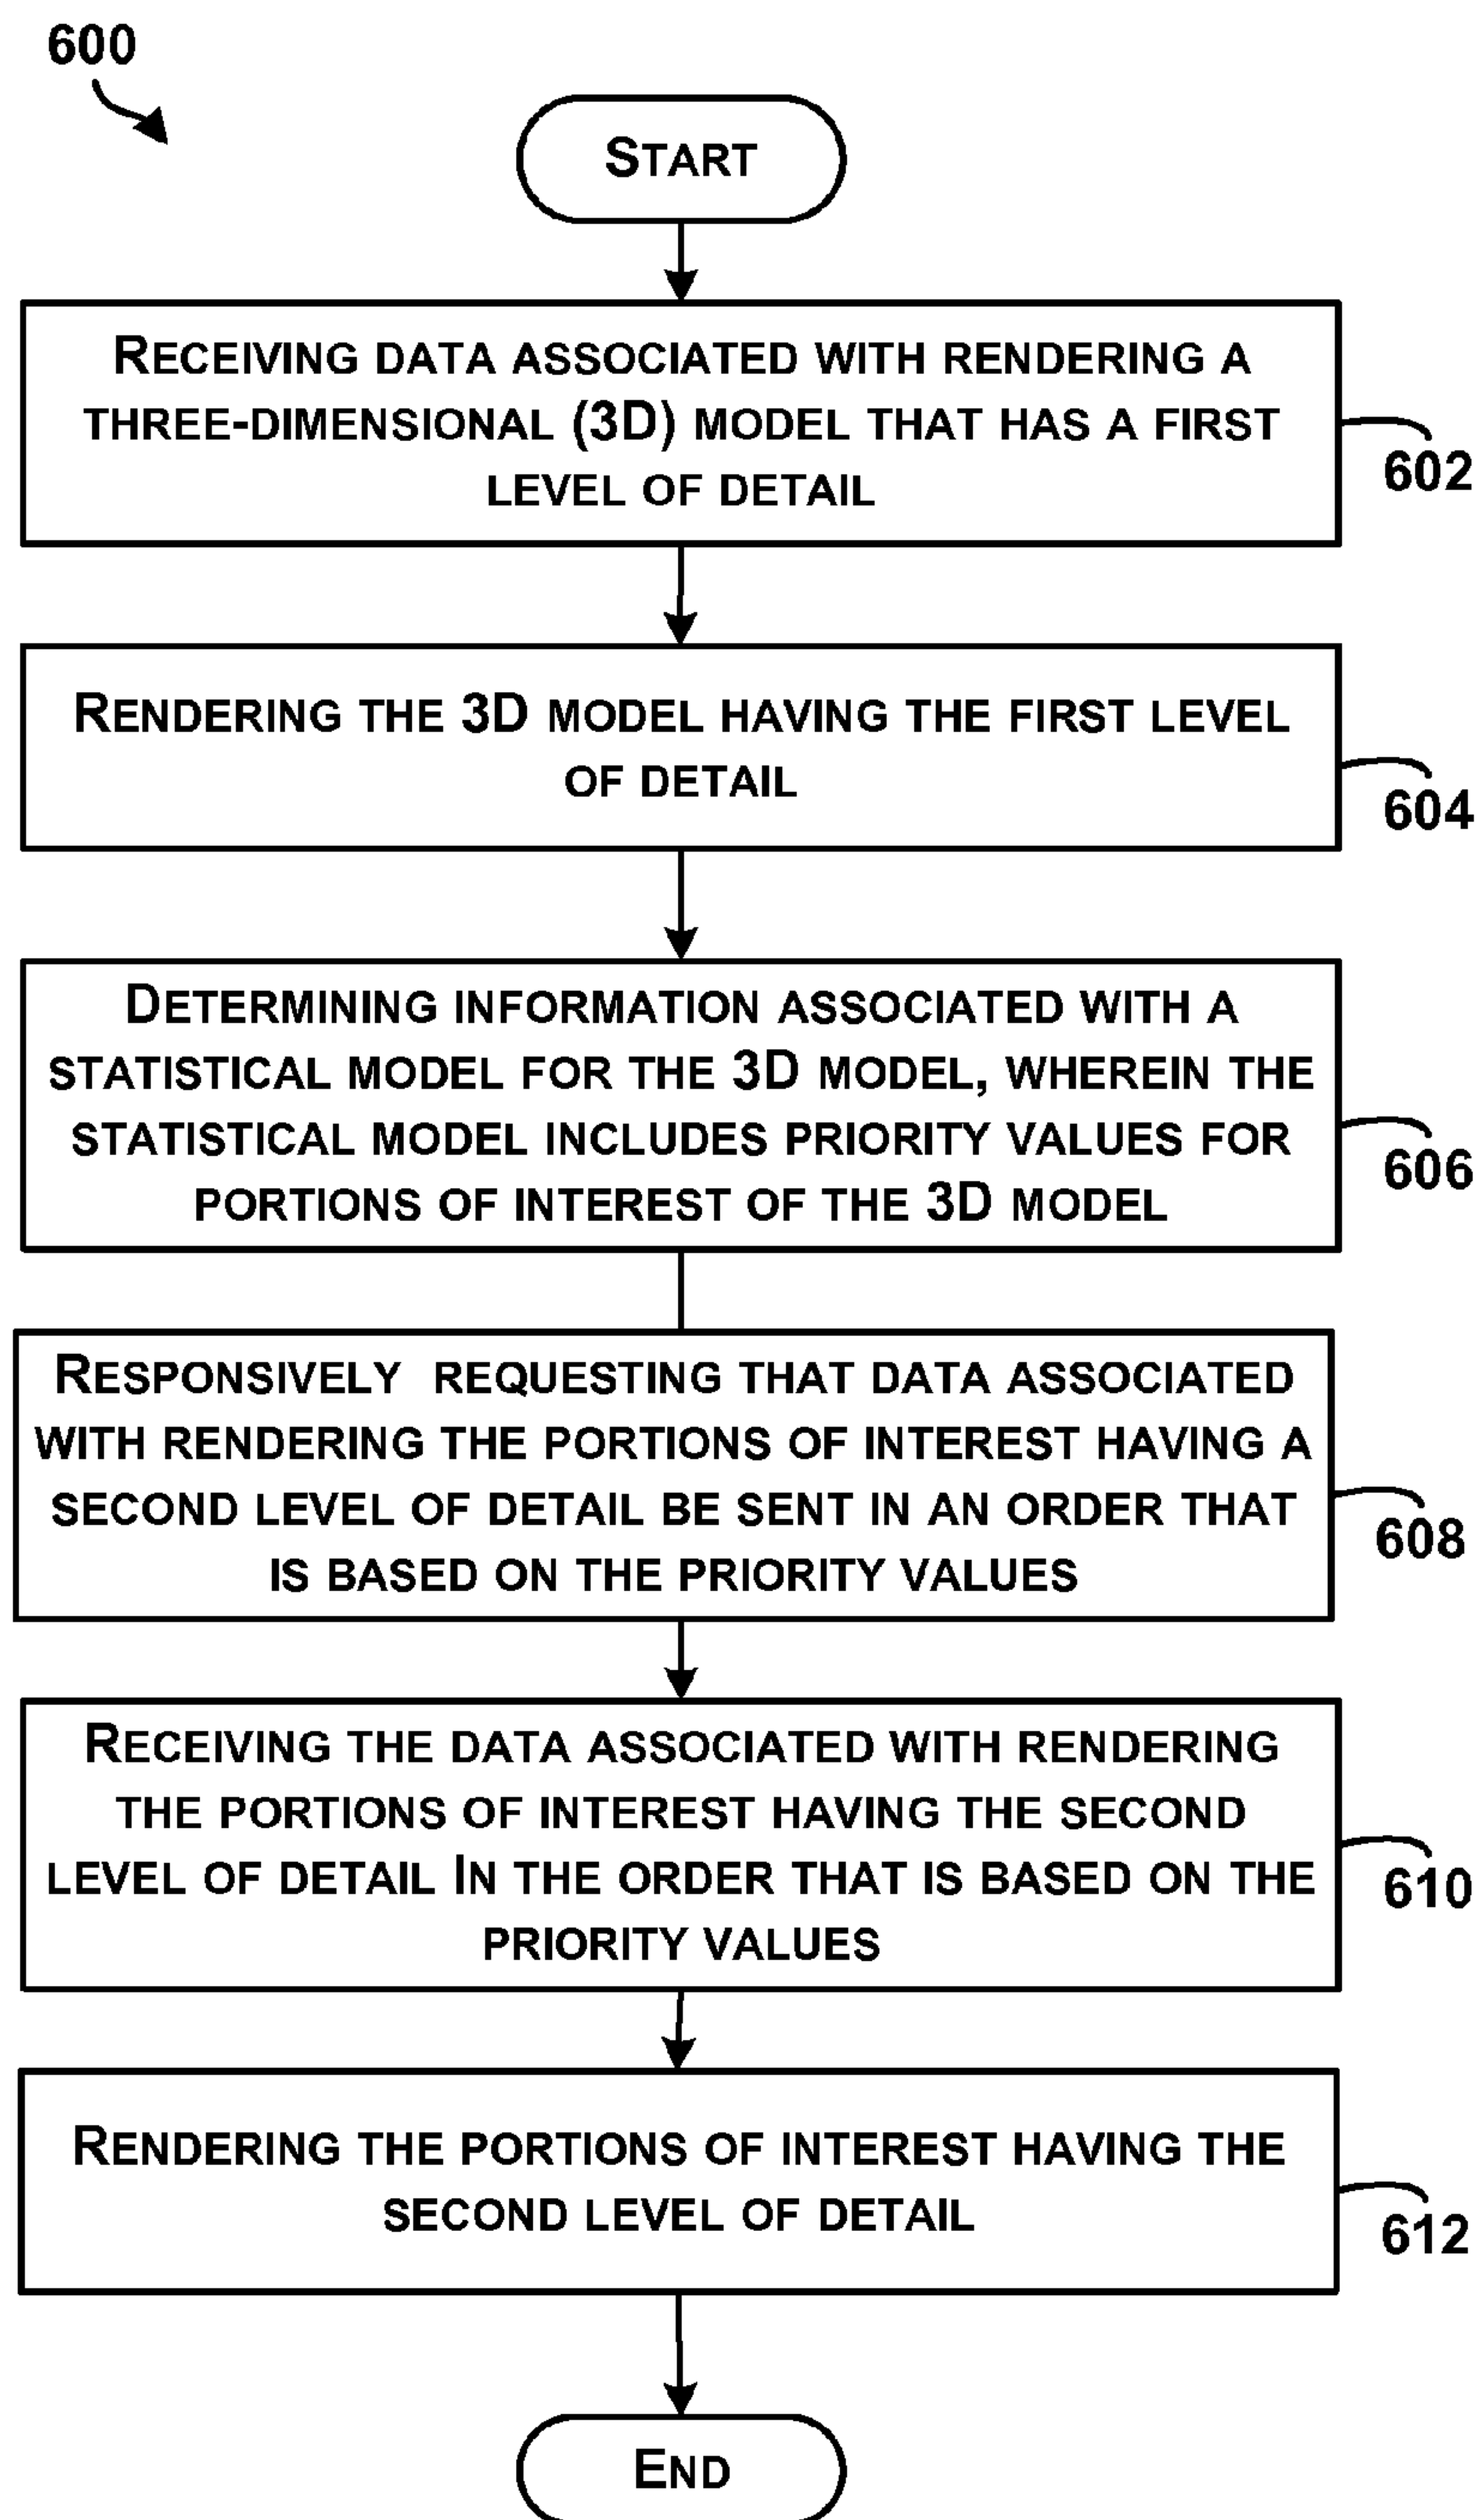 600
START
RECEIVING DATA ASSOCIATED WITH RENDERING A
THREE-DIMENSIONAL (3D) MODEL THAT HAS A FIRST
LEVEL OF DETAIL
602
RENDERING THE 3D MODEL HAVING THE FIRST LEVEL
OF DETAIL
604
DETERMINING INFORMATION ASSOCIATED WITH A
STATISTICAL MODEL FOR THE 3D MODEL, WHEREIN THE
STATISTICAL MODEL INCLUDES PRIORITY VALUES FOR
PORTIONS OF INTEREST OF THE 3D MODEL
606
RESPONSIVELY REQUESTING THAT DATA ASSOCIATED
WITH RENDERING THE PORTIONS OF INTEREST HAVING A
SECOND LEVEL OF DETAIL BE SENT IN AN ORDER THAT
IS BASED ON THE PRIORITY VALUES
608
RECEIVING THE DATA ASSOCIATED WITH RENDERING
THE PORTIONS OF INTEREST HAVING THE SECOND
LEVEL OF DETAIL IN THE ORDER THAT IS BASED ON THE
PRIORITY VALUES
610
RENDERING THE PORTIONS OF INTEREST HAVING THE
SECOND LEVEL OF DETAIL
612
END